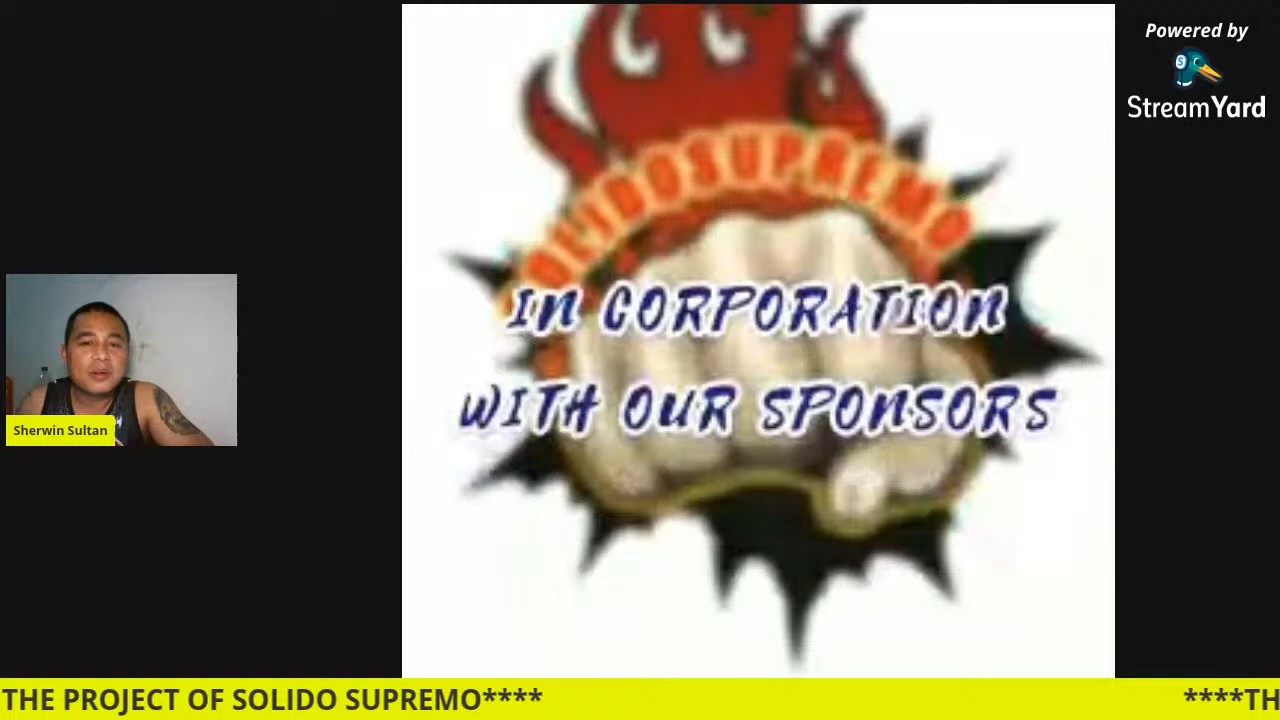 Powered by
StreamYard
SOLIDOSUPREMO
IN CORPORATION
WITH OUR SPONSORS
Sherwin Sultan
THE PROJECT OF SOLIDO SUPREMO**** ****TH